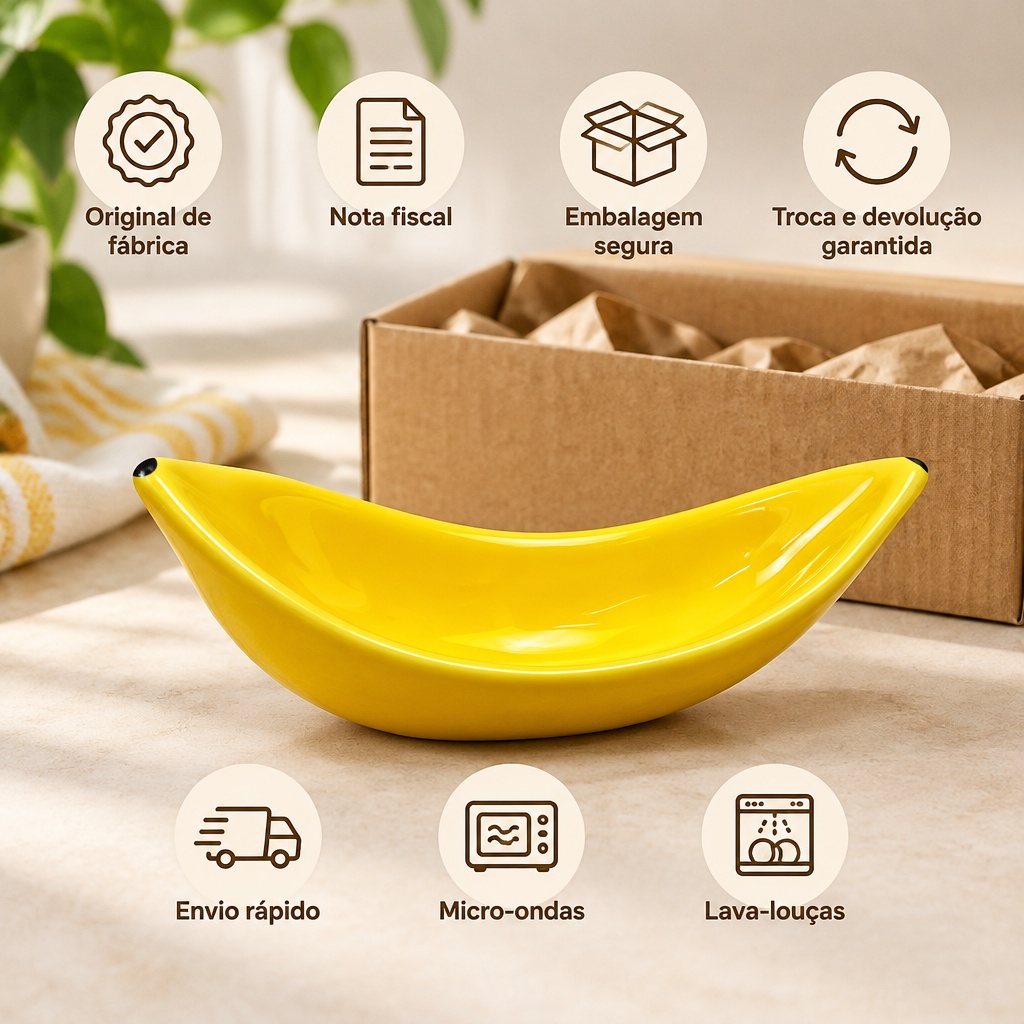 Original de
fábrica
Nota fiscal
Embalagem
segura
Troca e devolução
garantida
Envio rápido
Micro-ondas
Lava-louças